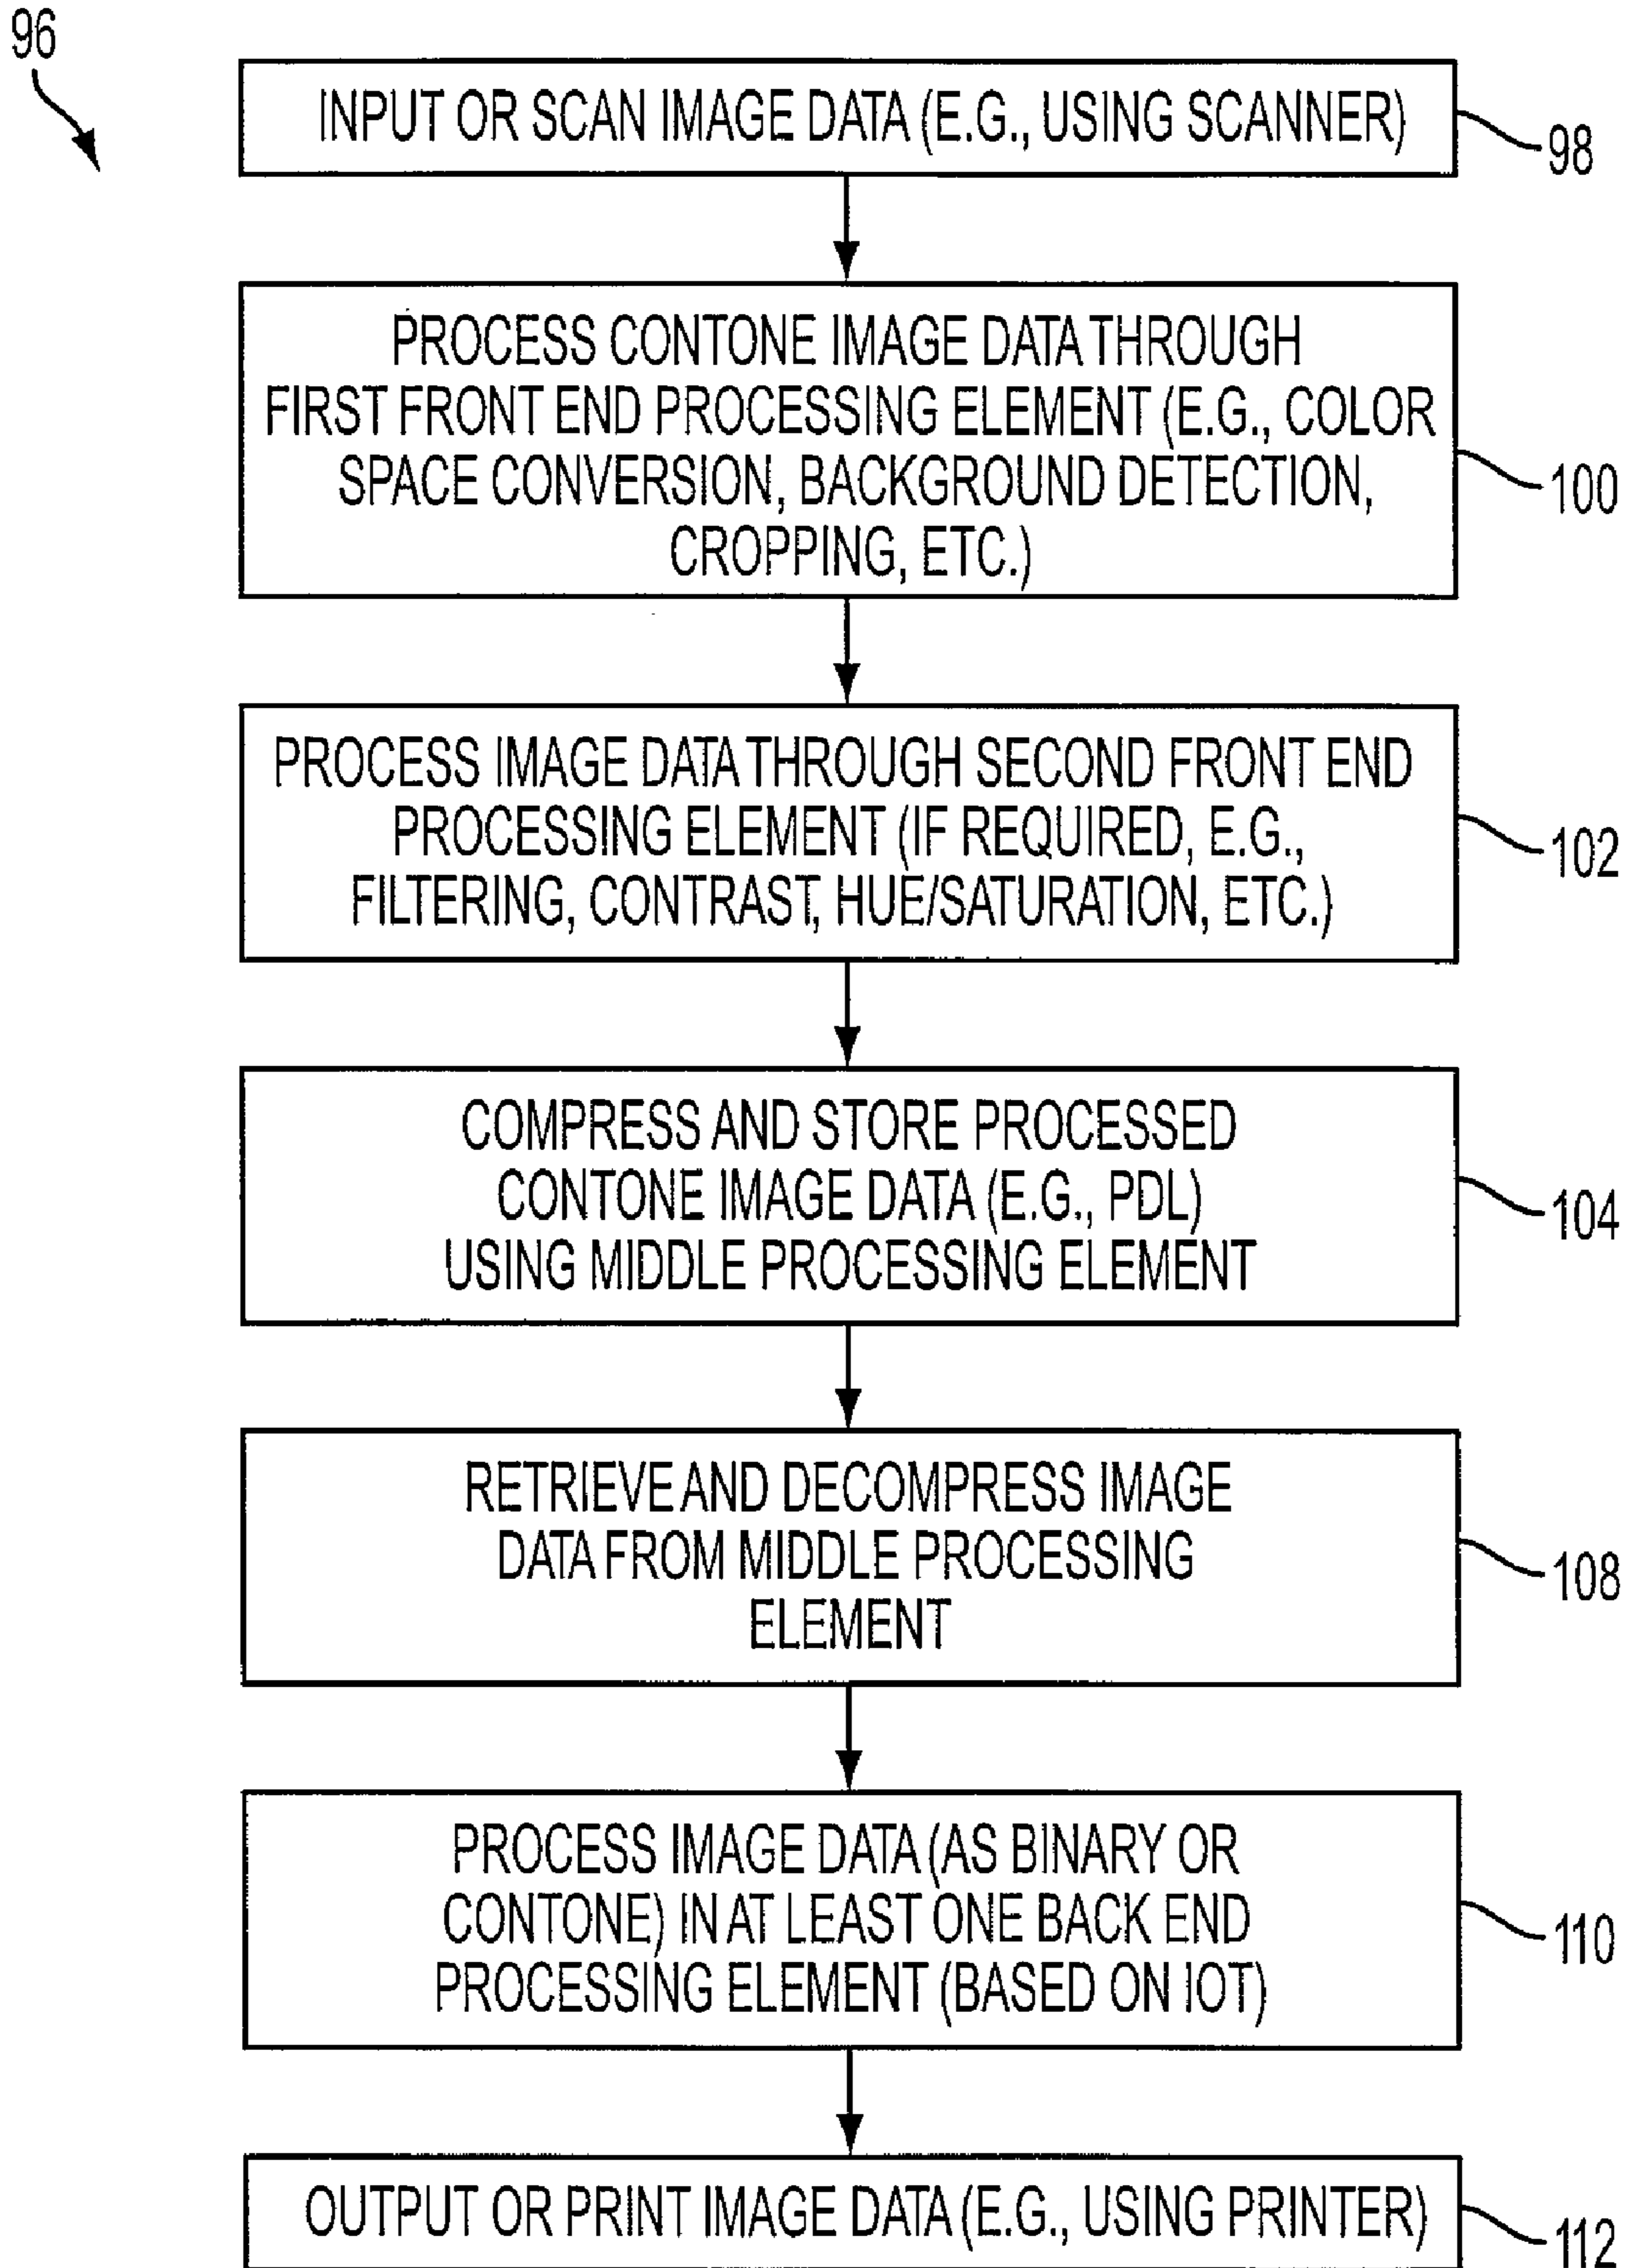 96
INPUT OR SCAN IMAGE DATA (E.G., USING SCANNER)
98
PROCESS CONTONE IMAGE DATA THROUGH
FIRST FRONT END PROCESSING ELEMENT (E.G., COLOR
SPACE CONVERSION, BACKGROUND DETECTION,
CROPPING, ETC.)
100
PROCESS IMAGE DATA THROUGH SECOND FRONT END
PROCESSING ELEMENT (IF REQUIRED, E.G.,
FILTERING, CONTRAST, HUE/SATURATION, ETC.)
102
COMPRESS AND STORE PROCESSED
CONTONE IMAGE DATA (E.G., PDL)
USING MIDDLE PROCESSING ELEMENT
104
RETRIEVE AND DECOMPRESS IMAGE
DATA FROM MIDDLE PROCESSING
ELEMENT
108
PROCESS IMAGE DATA (AS BINARY OR
CONTONE) IN AT LEAST ONE BACK END
PROCESSING ELEMENT (BASED ON IOT)
110
OUTPUT OR PRINT IMAGE DATA (E.G., USING PRINTER)
112